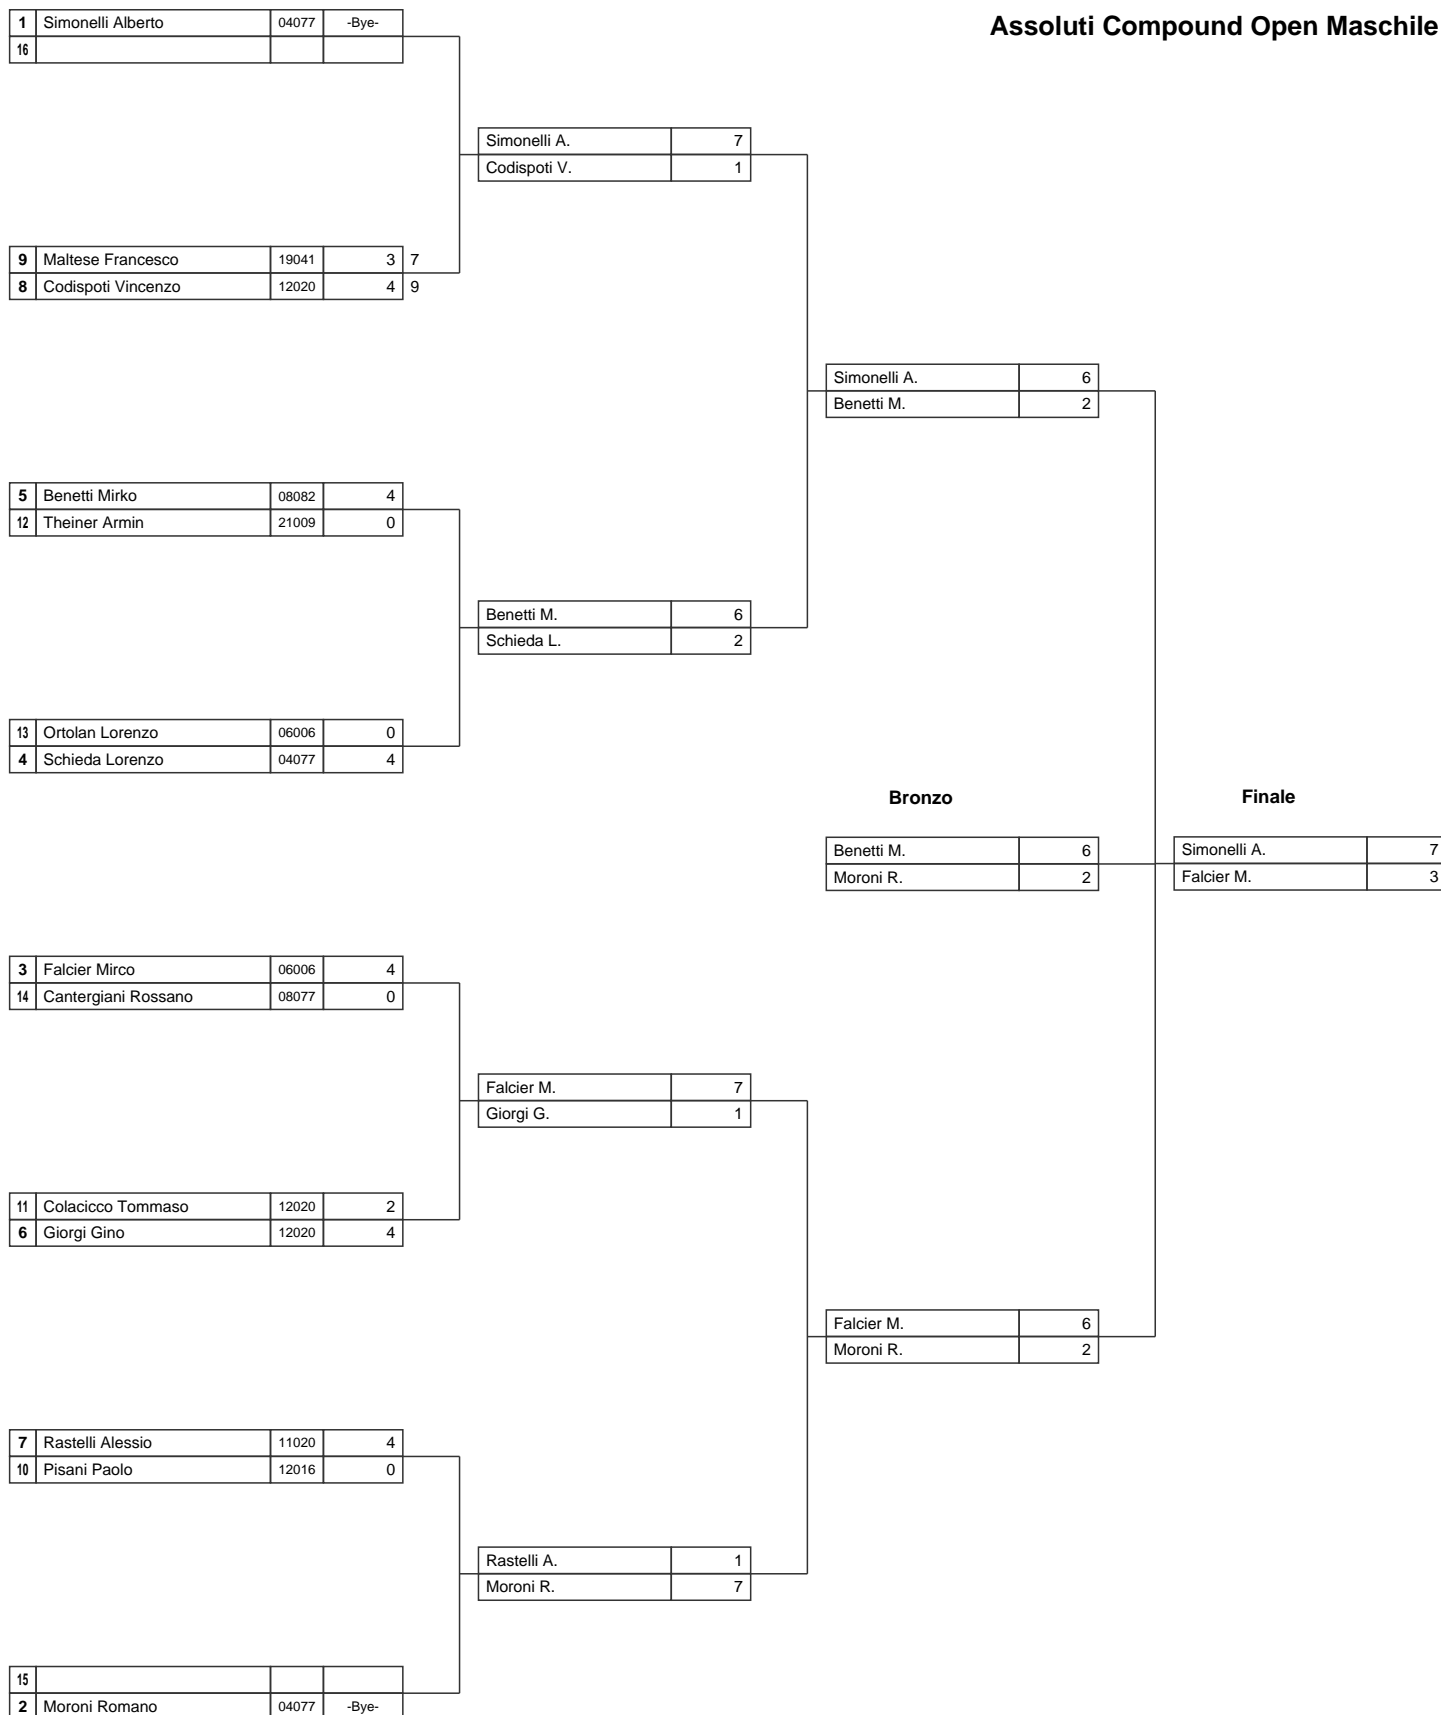 Assoluti Compound Open Maschile
1 Simonelli Alberto 04077 -Bye-
16
Simonelli A. 7
Codispoti V. 1
9 Maltese Francesco 19041 3 7
8 Codispoti Vincenzo 12020 4 9
Simonelli A. 6
Benetti M. 2
5 Benetti Mirko 08082 4
12 Theiner Armin 21009 0
Benetti M. 6
Schieda L. 2
13 Ortolan Lorenzo 06006 0
4 Schieda Lorenzo 04077 4
Bronzo Finale
Benetti M. 6 Simonelli A. 7
Moroni R. 2 Falcier M. 3
3 Falcier Mirco 06006 4
14 Cantergiani Rossano 08077 0
Falcier M. 7
Giorgi G. 1
11 Colacicco Tommaso 12020 2
6 Giorgi Gino 12020 4
Falcier M. 6
Moroni R. 2
7 Rastelli Alessio 11020 4
10 Pisani Paolo 12016 0
Rastelli A. 1
Moroni R. 7
15
2 Moroni Romano 04077 -Bye-